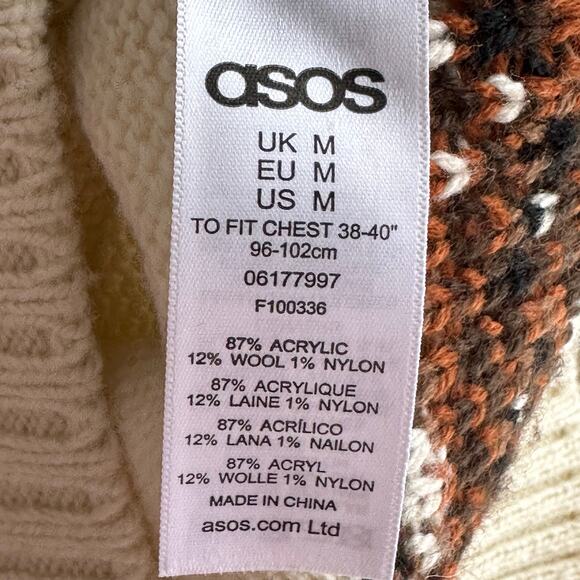 asos
UK M
EU M
US M
TO FIT CHEST 38-40"
96-102cm
06177997
F100336
87% ACRYLIC
12% WOOL 1% NYLON
87% ACRYLIQUE
12% LAINE 1% NYLON
87% ACRÍLICO
12% LANA 1% NAILON
87% ACRYL
12% WOLLE 1% NYLON
MADE IN CHINA
asos.com Ltd